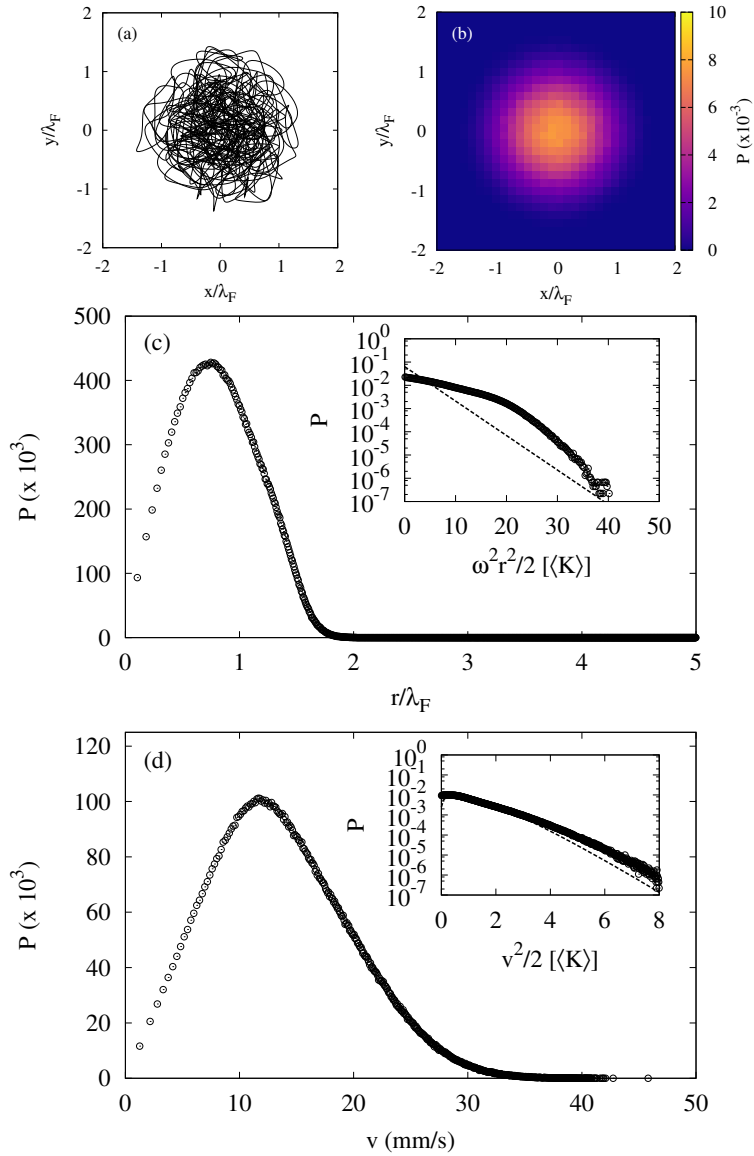 (a)
2
1
0
-1
-2
y/λF
-2 -1 0 1 2
x/λF
(b)
2
1
0
-1
-2
y/λF
-2 -1 0 1 2
x/λF
10
8
6
4
2
0
P (x10⁻³)
(c)
500
400
300
200
100
0
P (x 10³)
0 1 2 3 4 5
r/λF
10⁰
10⁻¹
10⁻²
10⁻³
10⁻⁴
10⁻⁵
10⁻⁶
10⁻⁷
P
0 10 20 30 40 50
ω²r²/2 [⟨K⟩]
(d)
120
100
80
60
40
20
0
P (x 10³)
0 10 20 30 40 50
v (mm/s)
10⁰
10⁻¹
10⁻²
10⁻³
10⁻⁴
10⁻⁵
10⁻⁶
10⁻⁷
P
0 2 4 6 8
v²/2 [⟨K⟩]